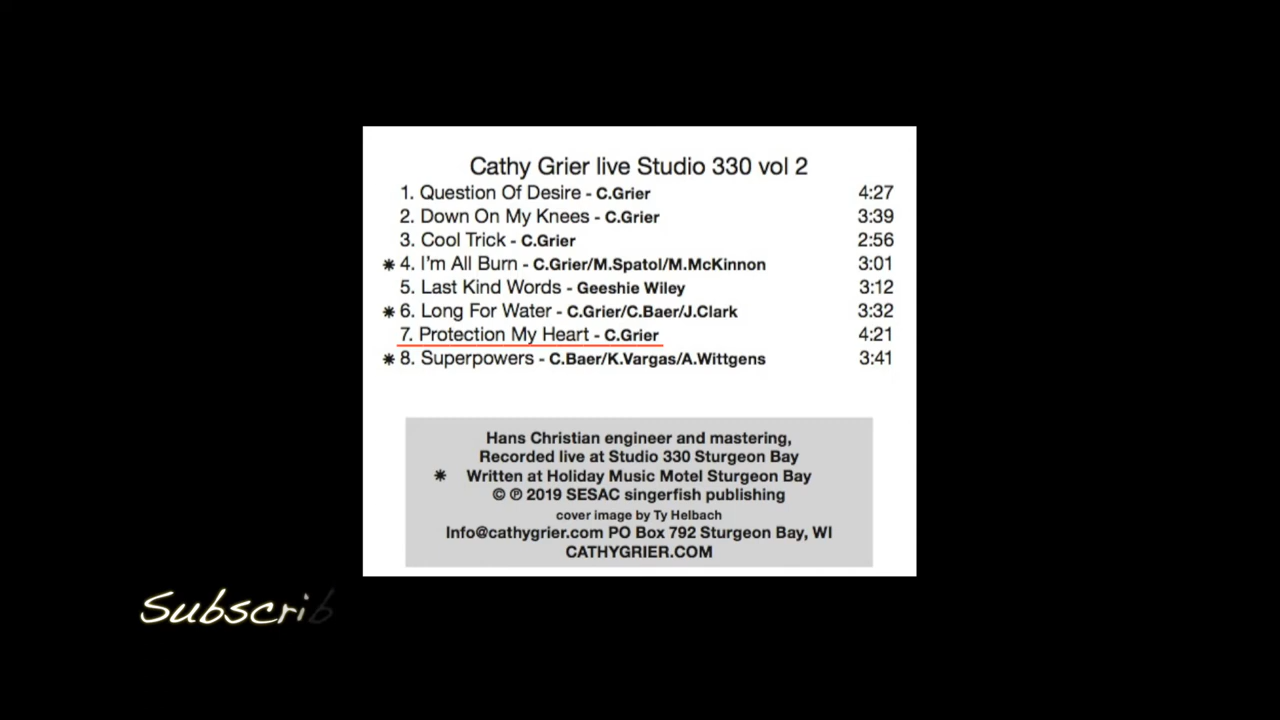 Cathy Grier live Studio 330 vol 2
1. Question Of Desire - C.Grier 4:27
2. Down On My Knees - C.Grier 3:39
3. Cool Trick - C.Grier 2:56
✷ 4. I'm All Burn - C.Grier/M.Spatol/M.McKinnon 3:01
5. Last Kind Words - Geeshie Wiley 3:12
✷ 6. Long For Water - C.Grier/C.Baer/J.Clark 3:32
7. Protection My Heart - C.Grier 4:21
✷ 8. Superpowers - C.Baer/K.Vargas/A.Wittgens 3:41
Hans Christian engineer and mastering,
Recorded live at Studio 330 Sturgeon Bay
✷ Written at Holiday Music Motel Sturgeon Bay
© ℗ 2019 SESAC singerfish publishing
cover image by Ty Helbach
Info@cathygrier.com PO Box 792 Sturgeon Bay, WI
CATHYGRIER.COM
Subscrib